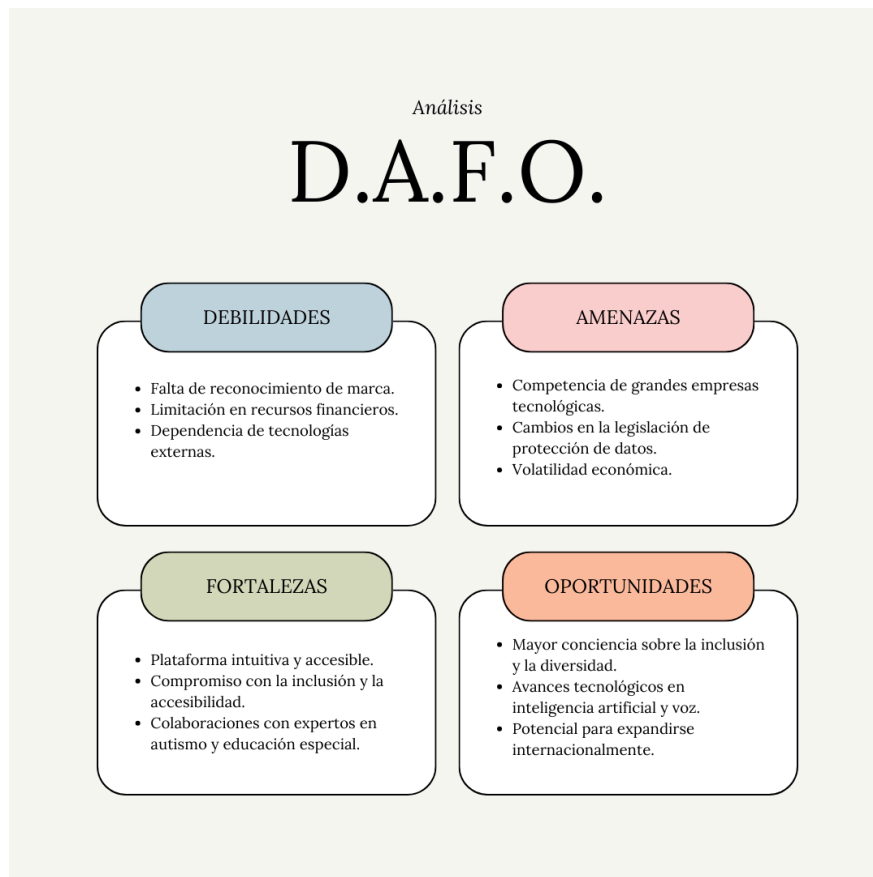 Análisis
D.A.F.O.
DEBILIDADES
• Falta de reconocimiento de marca.
• Limitación en recursos financieros.
• Dependencia de tecnologías
externas.
AMENAZAS
• Competencia de grandes empresas
tecnológicas.
• Cambios en la legislación de
protección de datos.
• Volatilidad económica.
FORTALEZAS
• Plataforma intuitiva y accesible.
• Compromiso con la inclusión y la
accesibilidad.
• Colaboraciones con expertos en
autismo y educación especial.
OPORTUNIDADES
• Mayor conciencia sobre la inclusión
y la diversidad.
• Avances tecnológicos en
inteligencia artificial y voz.
• Potencial para expandirse
internacionalmente.